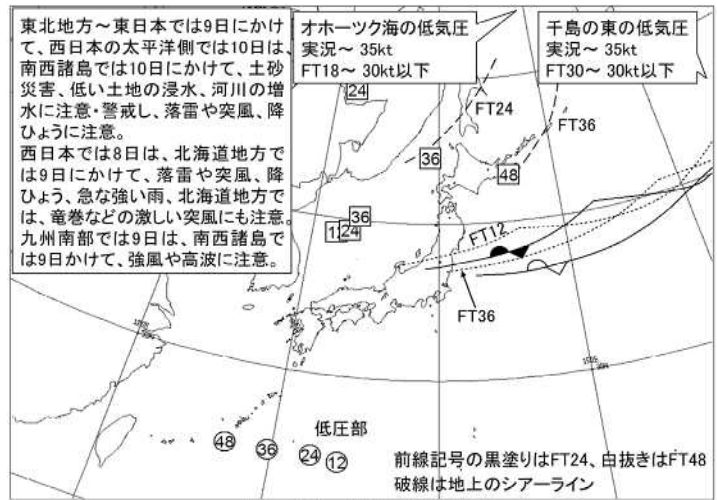 東北地方～東日本では9日にかけ
て、西日本の太平洋側では10日は、
南西諸島では10日にかけて、土砂
災害、低い土地の浸水、河川の増
水に注意・警戒し、落雷や突風、降
ひょうに注意。
西日本では8日は、北海道地方で
は9日にかけて、落雷や突風、降
ひょう、急な強い雨、北海道地方で
は、竜巻などの激しい突風にも注意。
九州南部では9日は、南西諸島で
は9日かけて、強風や高波に注意。
オホーツク海の低気圧
実況～ 35kt
FT18～ 30kt以下
千島の東の低気圧
実況～ 35kt
FT30～ 30kt以下
24
FT24
FT36
36
48
36
12
24
FT12
FT36
低圧部
48
36
24
12
前線記号の黒塗りはFT24、白抜きはFT48
破線は地上のシアーライン